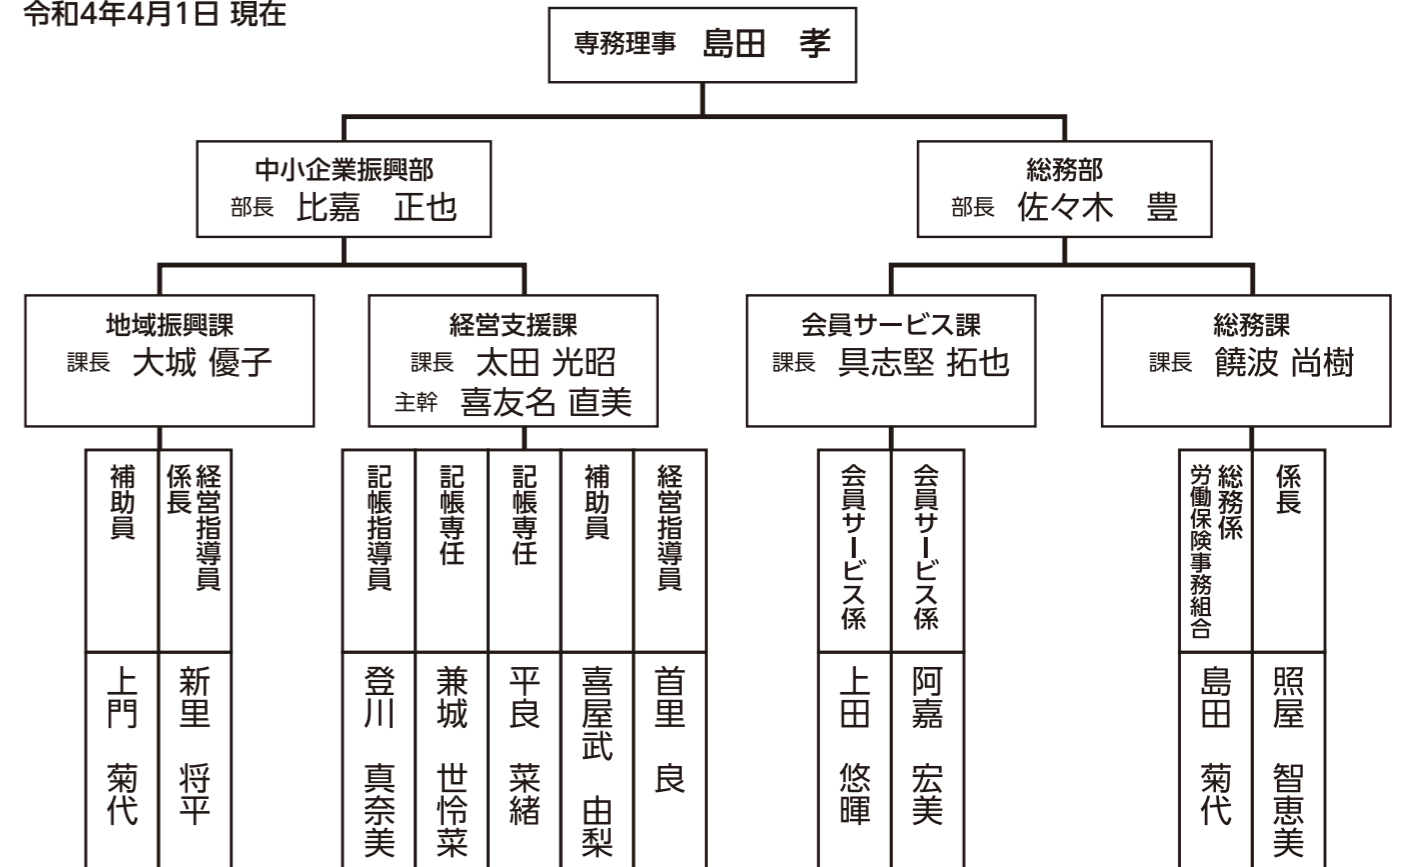 令和4年4月1日 現在
専務理事 島田　孝
中小企業振興部
部長 比嘉　正也
総務部
部長 佐々木　豊
地域振興課
課長 大城 優子
経営支援課
課長 太田 光昭
主幹 喜友名 直美
会員サービス課
課長 具志堅 拓也
総務課
課長 饒波 尚樹
補助員
上門　菊代
経営指導員
係長
新里　将平
記帳指導員
登川　真奈美
記帳専任
兼城　世怜菜
記帳専任
平良　菜緒
補助員
喜屋武　由梨
経営指導員
首里　良
会員サービス係
上田　悠暉
会員サービス係
阿嘉　宏美
総務係
労働保険事務組合
島田　菊代
係長
照屋　智恵美